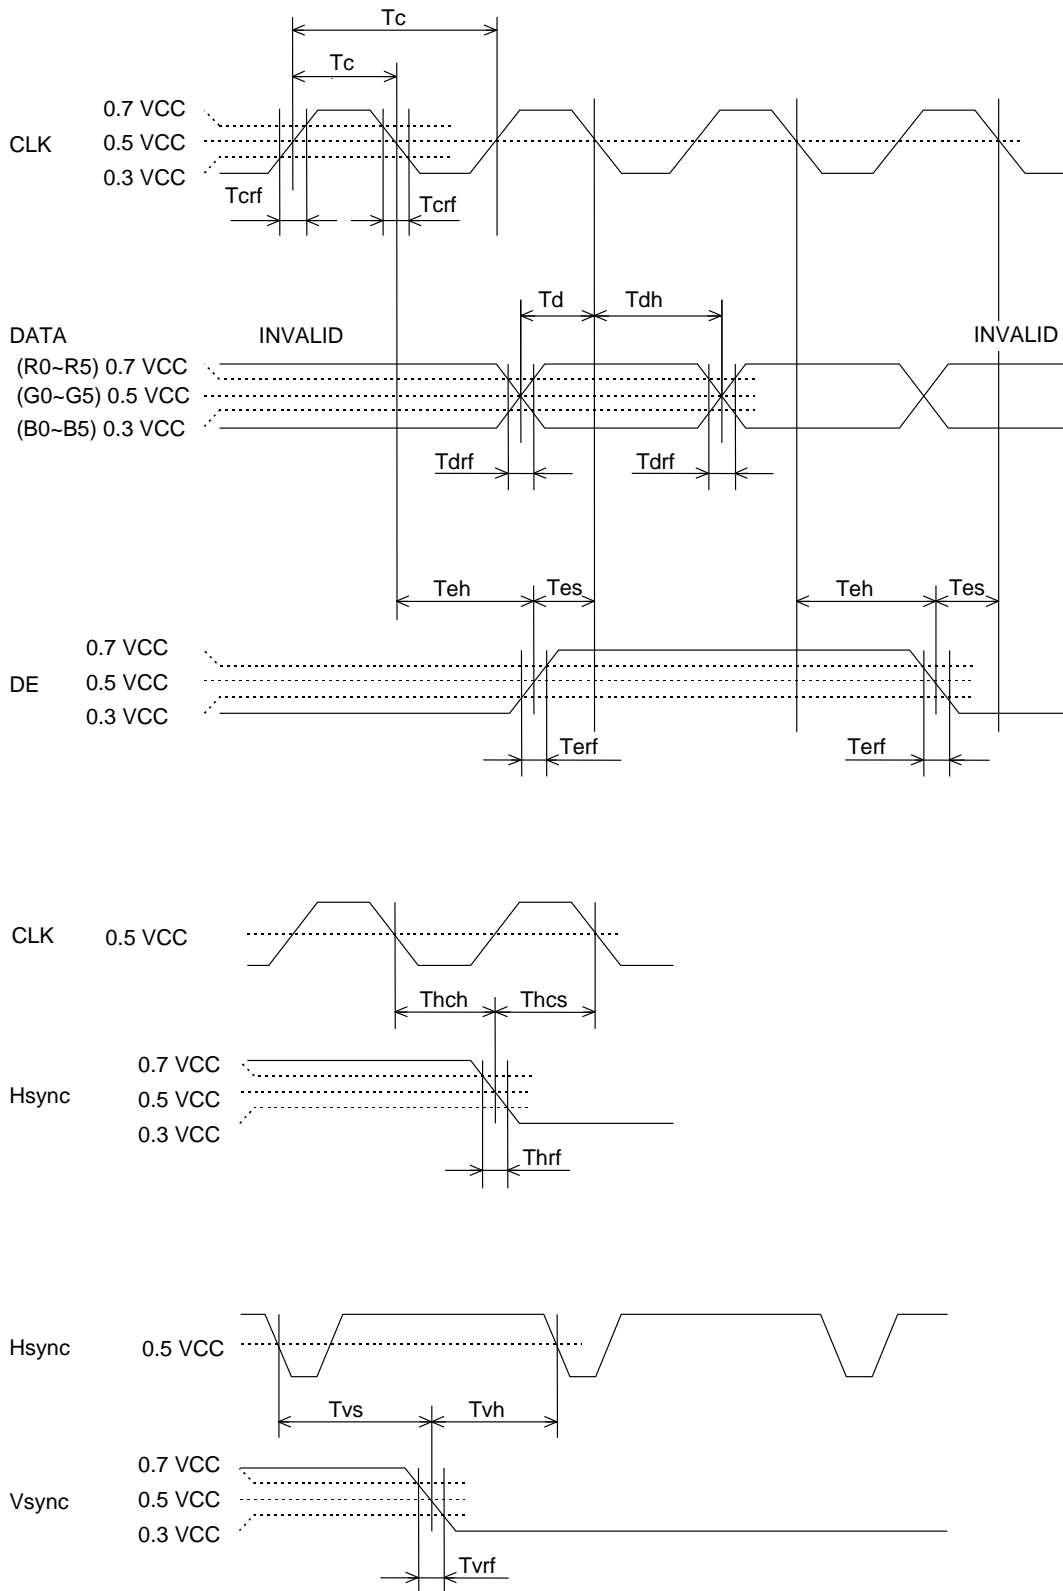 Tc
Tc
0.7 VCC
CLK 0.5 VCC
0.3 VCC
Tcrf Tcrf
Td Tdh
DATA INVALID INVALID
(R0~R5) 0.7 VCC
(G0~G5) 0.5 VCC
(B0~B5) 0.3 VCC
Tdrf Tdrf
Teh Tes Teh Tes
0.7 VCC
DE 0.5 VCC
0.3 VCC
Terf Terf
CLK 0.5 VCC
Thch Thcs
0.7 VCC
Hsync 0.5 VCC
0.3 VCC
Thrf
Hsync 0.5 VCC
Tvs Tvh
0.7 VCC
Vsync 0.5 VCC
0.3 VCC
Tvrf